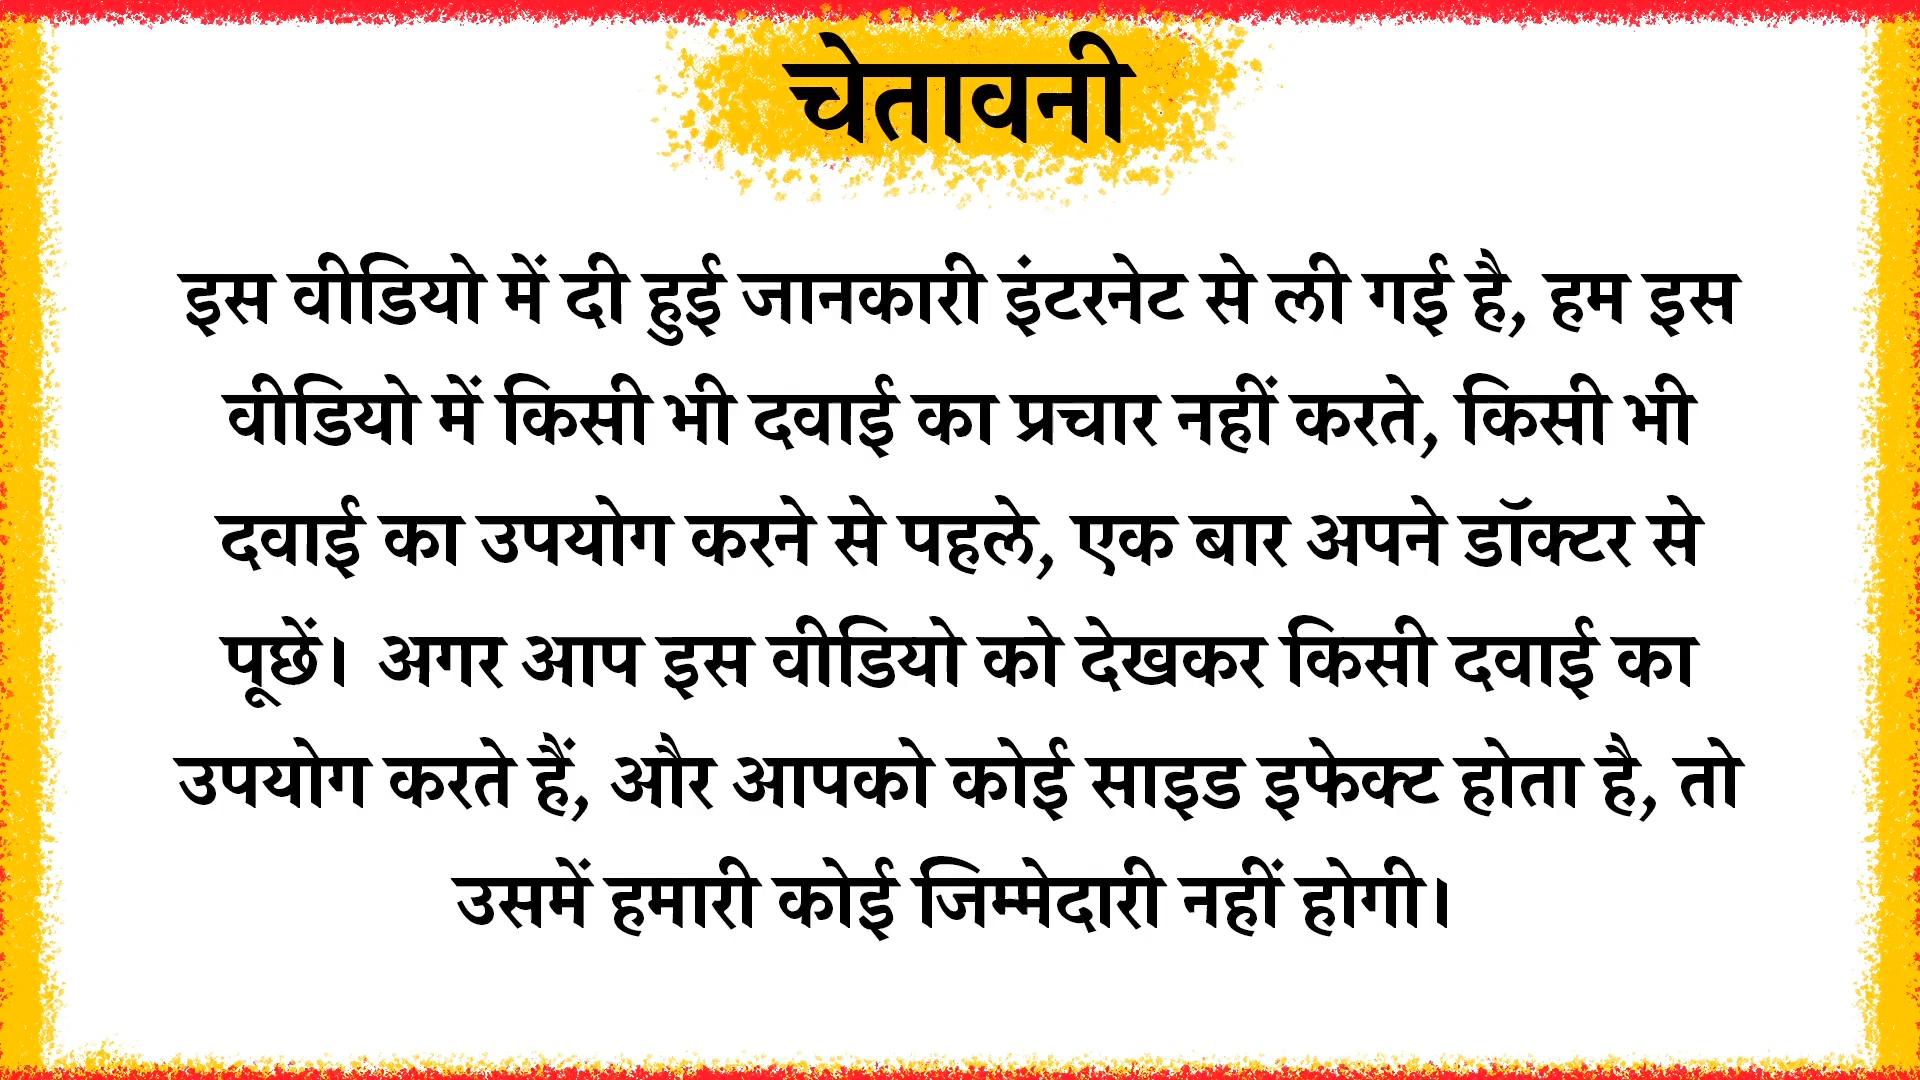 चेतावनी
इस वीडियो में दी हुई जानकारी इंटरनेट से ली गई है, हम इस
वीडियो में किसी भी दवाई का प्रचार नहीं करते, किसी भी
दवाई का उपयोग करने से पहले, एक बार अपने डॉक्टर से
पूछें। अगर आप इस वीडियो को देखकर किसी दवाई का
उपयोग करते हैं, और आपको कोई साइड इफेक्ट होता है, तो
उसमें हमारी कोई जिम्मेदारी नहीं होगी।